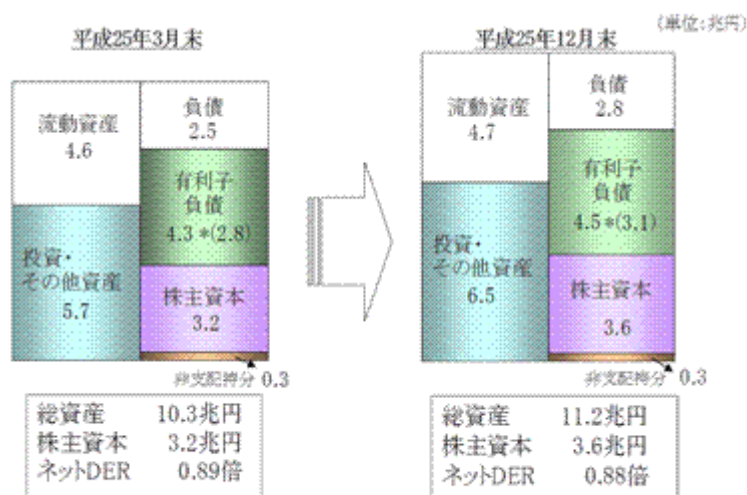 (単位:兆円)
平成25年3月末
流動資産
4.6
負債
2.5
有利子
負債
4.3 *(2.8)
投資・
その他資産
5.7
株主資本
3.2
非支配持分 0.3
総資産 10.3兆円
株主資本 3.2兆円
ネットDER 0.89倍
平成25年12月末
流動資産
4.7
負債
2.8
有利子
負債
4.5*(3.1)
投資・
その他資産
6.5
株主資本
3.6
非支配持分 0.3
総資産 11.2兆円
株主資本 3.6兆円
ネットDER 0.88倍